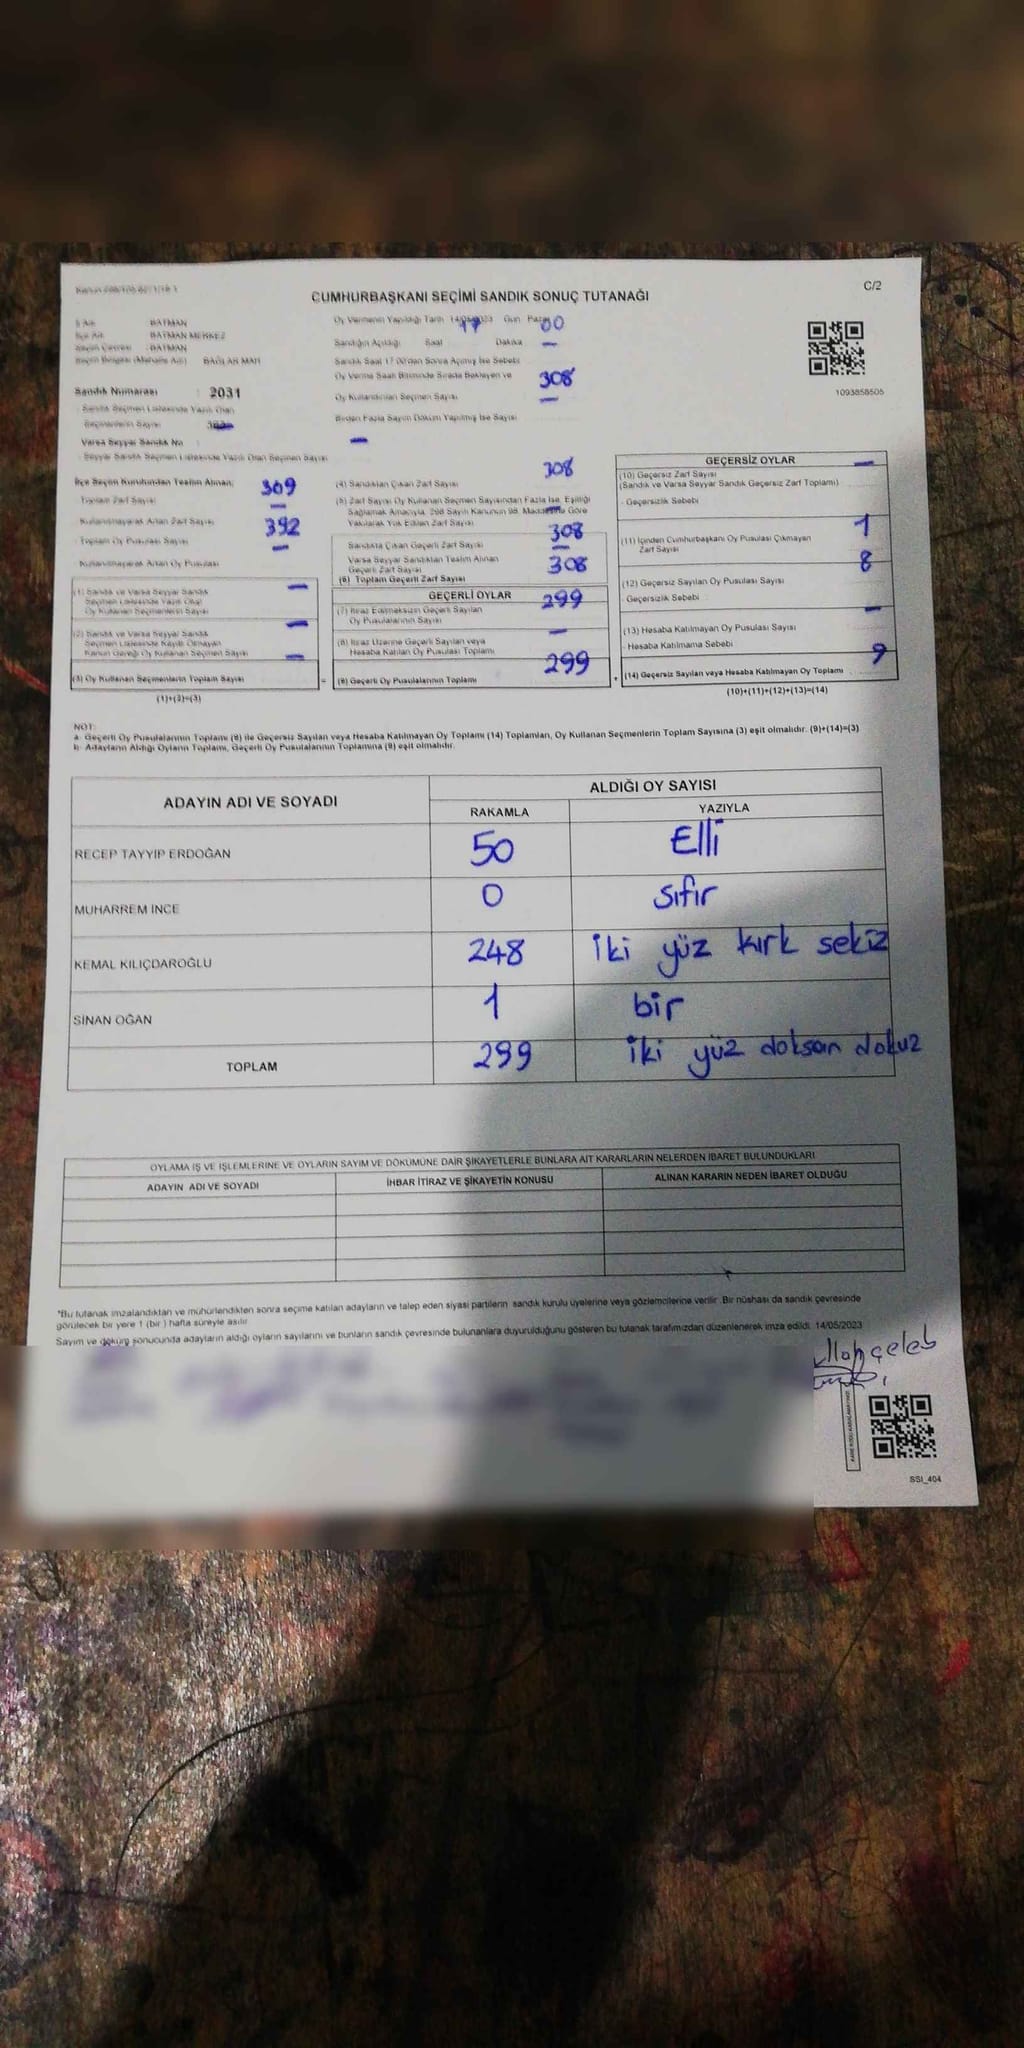 CUMHURBAŞKANI SEÇİMİ SANDIK SONUÇ TUTANAĞI
C/2
İl Adı : BATMAN
İlçe Adı : BATMAN MERKEZ
Seçim Çevresi : BATMAN
Seçim Bölgesi (Mahalle Adı) : BAĞLAR MAH
Sandık Numarası : 2031
Sandık Seçmen Listesinde Yazılı Olan
Seçmenlerin Sayısı
Varsa Seyyar Sandık No : —
Seyyar Sandık Seçmen Listesinde Yazılı Olan Seçmen Sayısı :
Oy Vermenin Yapıldığı Tarih 14/05/2023 Gün Pazar
17 00
Sandığın Açıldığı Saat Dakika
—
Sandık Saat 17:00'den Sonra Açılmış İse Sebebi
Oy Verme Saati Bitiminde Sırada Bekleyen ve
308
Oy Kullandırılan Seçmen Sayısı
—
Birden Fazla Sayım Döküm Yapılmış İse Sayısı
1093858505
İlçe Seçim Kurulundan Teslim Alınan; 309
Toplam Zarf Sayısı
—
Kullanılmayarak Artan Zarf Sayısı 392
Toplam Oy Pusulası Sayısı —
Kullanılmayarak Artan Oy Pusulası
(1) Sandık ve Varsa Seyyar Sandık —
Seçmen Listesinde Yazılı Olup
Oy Kullanan Seçmenlerin Sayısı
(2) Sandık ve Varsa Seyyar Sandık —
Seçmen Listesinde Kayıtlı Olmayan
Kanun Gereği Oy Kullanan Seçmen Sayısı —
(3) Oy Kullanan Seçmenlerin Toplam Sayısı
(1)+(2)=(3)
308
(4) Sandıktan Çıkan Zarf Sayısı
(5) Zarf Sayısı Oy Kullanan Seçmen Sayısından Fazla İse, Eşitliği
Sağlamak Amacıyla, 298 Sayılı Kanunun 98. Maddesine Göre
Yakılarak Yok Edilen Zarf Sayısı
308
Sandıkta Çıkan Geçerli Zarf Sayısı —
Varsa Seyyar Sandıktan Teslim Alınan
Geçerli Zarf Sayısı 308
(6) Toplam Geçerli Zarf Sayısı
GEÇERLİ OYLAR
299
(7) İtiraz Edilmeksizin Geçerli Sayılan
Oy Pusulalarının Sayısı
—
(8) İtiraz Üzerine Geçerli Sayılan veya
Hesaba Katılan Oy Pusulası Toplamı
299
(9) Geçerli Oy Pusulalarının Toplamı
GEÇERSİZ OYLAR
—
(10) Geçersiz Zarf Sayısı
(Sandık ve Varsa Seyyar Sandık Geçersiz Zarf Toplamı)
Geçersizlik Sebebi
1
(11) İçinden Cumhurbaşkanı Oy Pusulası Çıkmayan
Zarf Sayısı
8
(12) Geçersiz Sayılan Oy Pusulası Sayısı
Geçersizlik Sebebi
—
(13) Hesaba Katılmayan Oy Pusulası Sayısı
Hesaba Katılmama Sebebi
9
(14) Geçersiz Sayılan veya Hesaba Katılmayan Oy Toplamı
(10)+(11)+(12)+(13)=(14)
NOT:
a- Geçerli Oy Pusulalarının Toplamı (9) ile Geçersiz Sayılan veya Hesaba Katılmayan Oy Toplamı (14) Toplamları, Oy Kullanan Seçmenlerin Toplam Sayısına (3) eşit olmalıdır. (9)+(14)=(3)
b- Adayların Aldığı Oyların Toplamı, Geçerli Oy Pusulalarının Toplamına (9) eşit olmalıdır.
ADAYIN ADI VE SOYADI
ALDIĞI OY SAYISI
RAKAMLA YAZIYLA
RECEP TAYYİP ERDOĞAN 50 Elli
MUHARREM İNCE 0 sıfır
KEMAL KILIÇDAROĞLU 248 iki yüz kırk sekiz
SİNAN OĞAN 1 bir
TOPLAM 299 iki yüz doksan dokuz
OYLAMA İŞ VE İŞLEMLERİNE VE OYLARIN SAYIM VE DÖKÜMÜNE DAİR ŞİKAYETLERLE BUNLARA AİT KARARLARIN NELERDEN İBARET BULUNDUKLARI
ADAYIN ADI VE SOYADI İHBAR İTİRAZ VE ŞİKAYETİN KONUSU ALINAN KARARIN NEDEN İBARET OLDUĞU
*Bu tutanak imzalandıktan ve mühürlendikten sonra seçime katılan adayların ve talep eden siyasi partilerin sandık kurulu üyelerine veya gözlemcilerine verilir. Bir nüshası da sandık çevresinde
görülecek bir yere 1 (bir) hafta süreyle asılır.
Sayım ve döküm sonucunda adayların aldığı oyların sayılarını ve bunların sandık çevresinde bulunanlara duyurulduğunu gösteren bu tutanak tarafımızdan düzenlenerek imza edildi. 14/05/2023
SSI_404